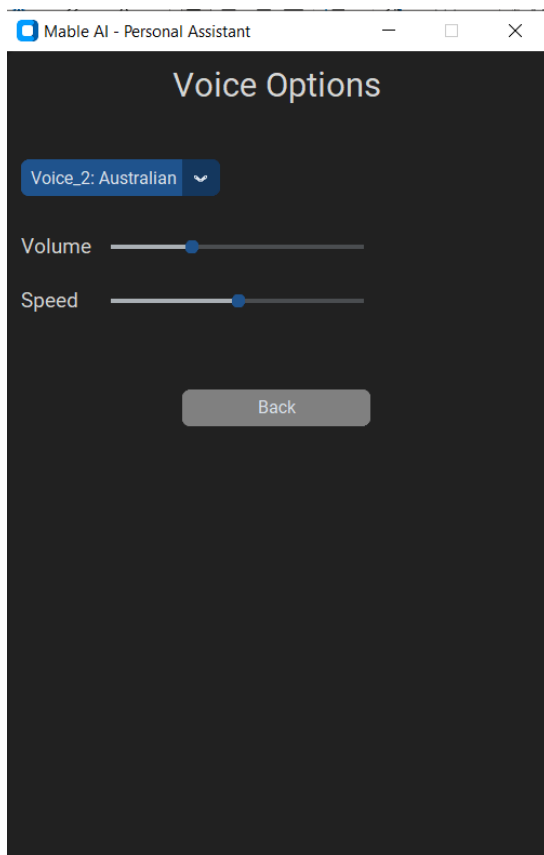 Mable AI - Personal Assistant
Voice Options
Voice_2: Australian
Volume
Speed
Back